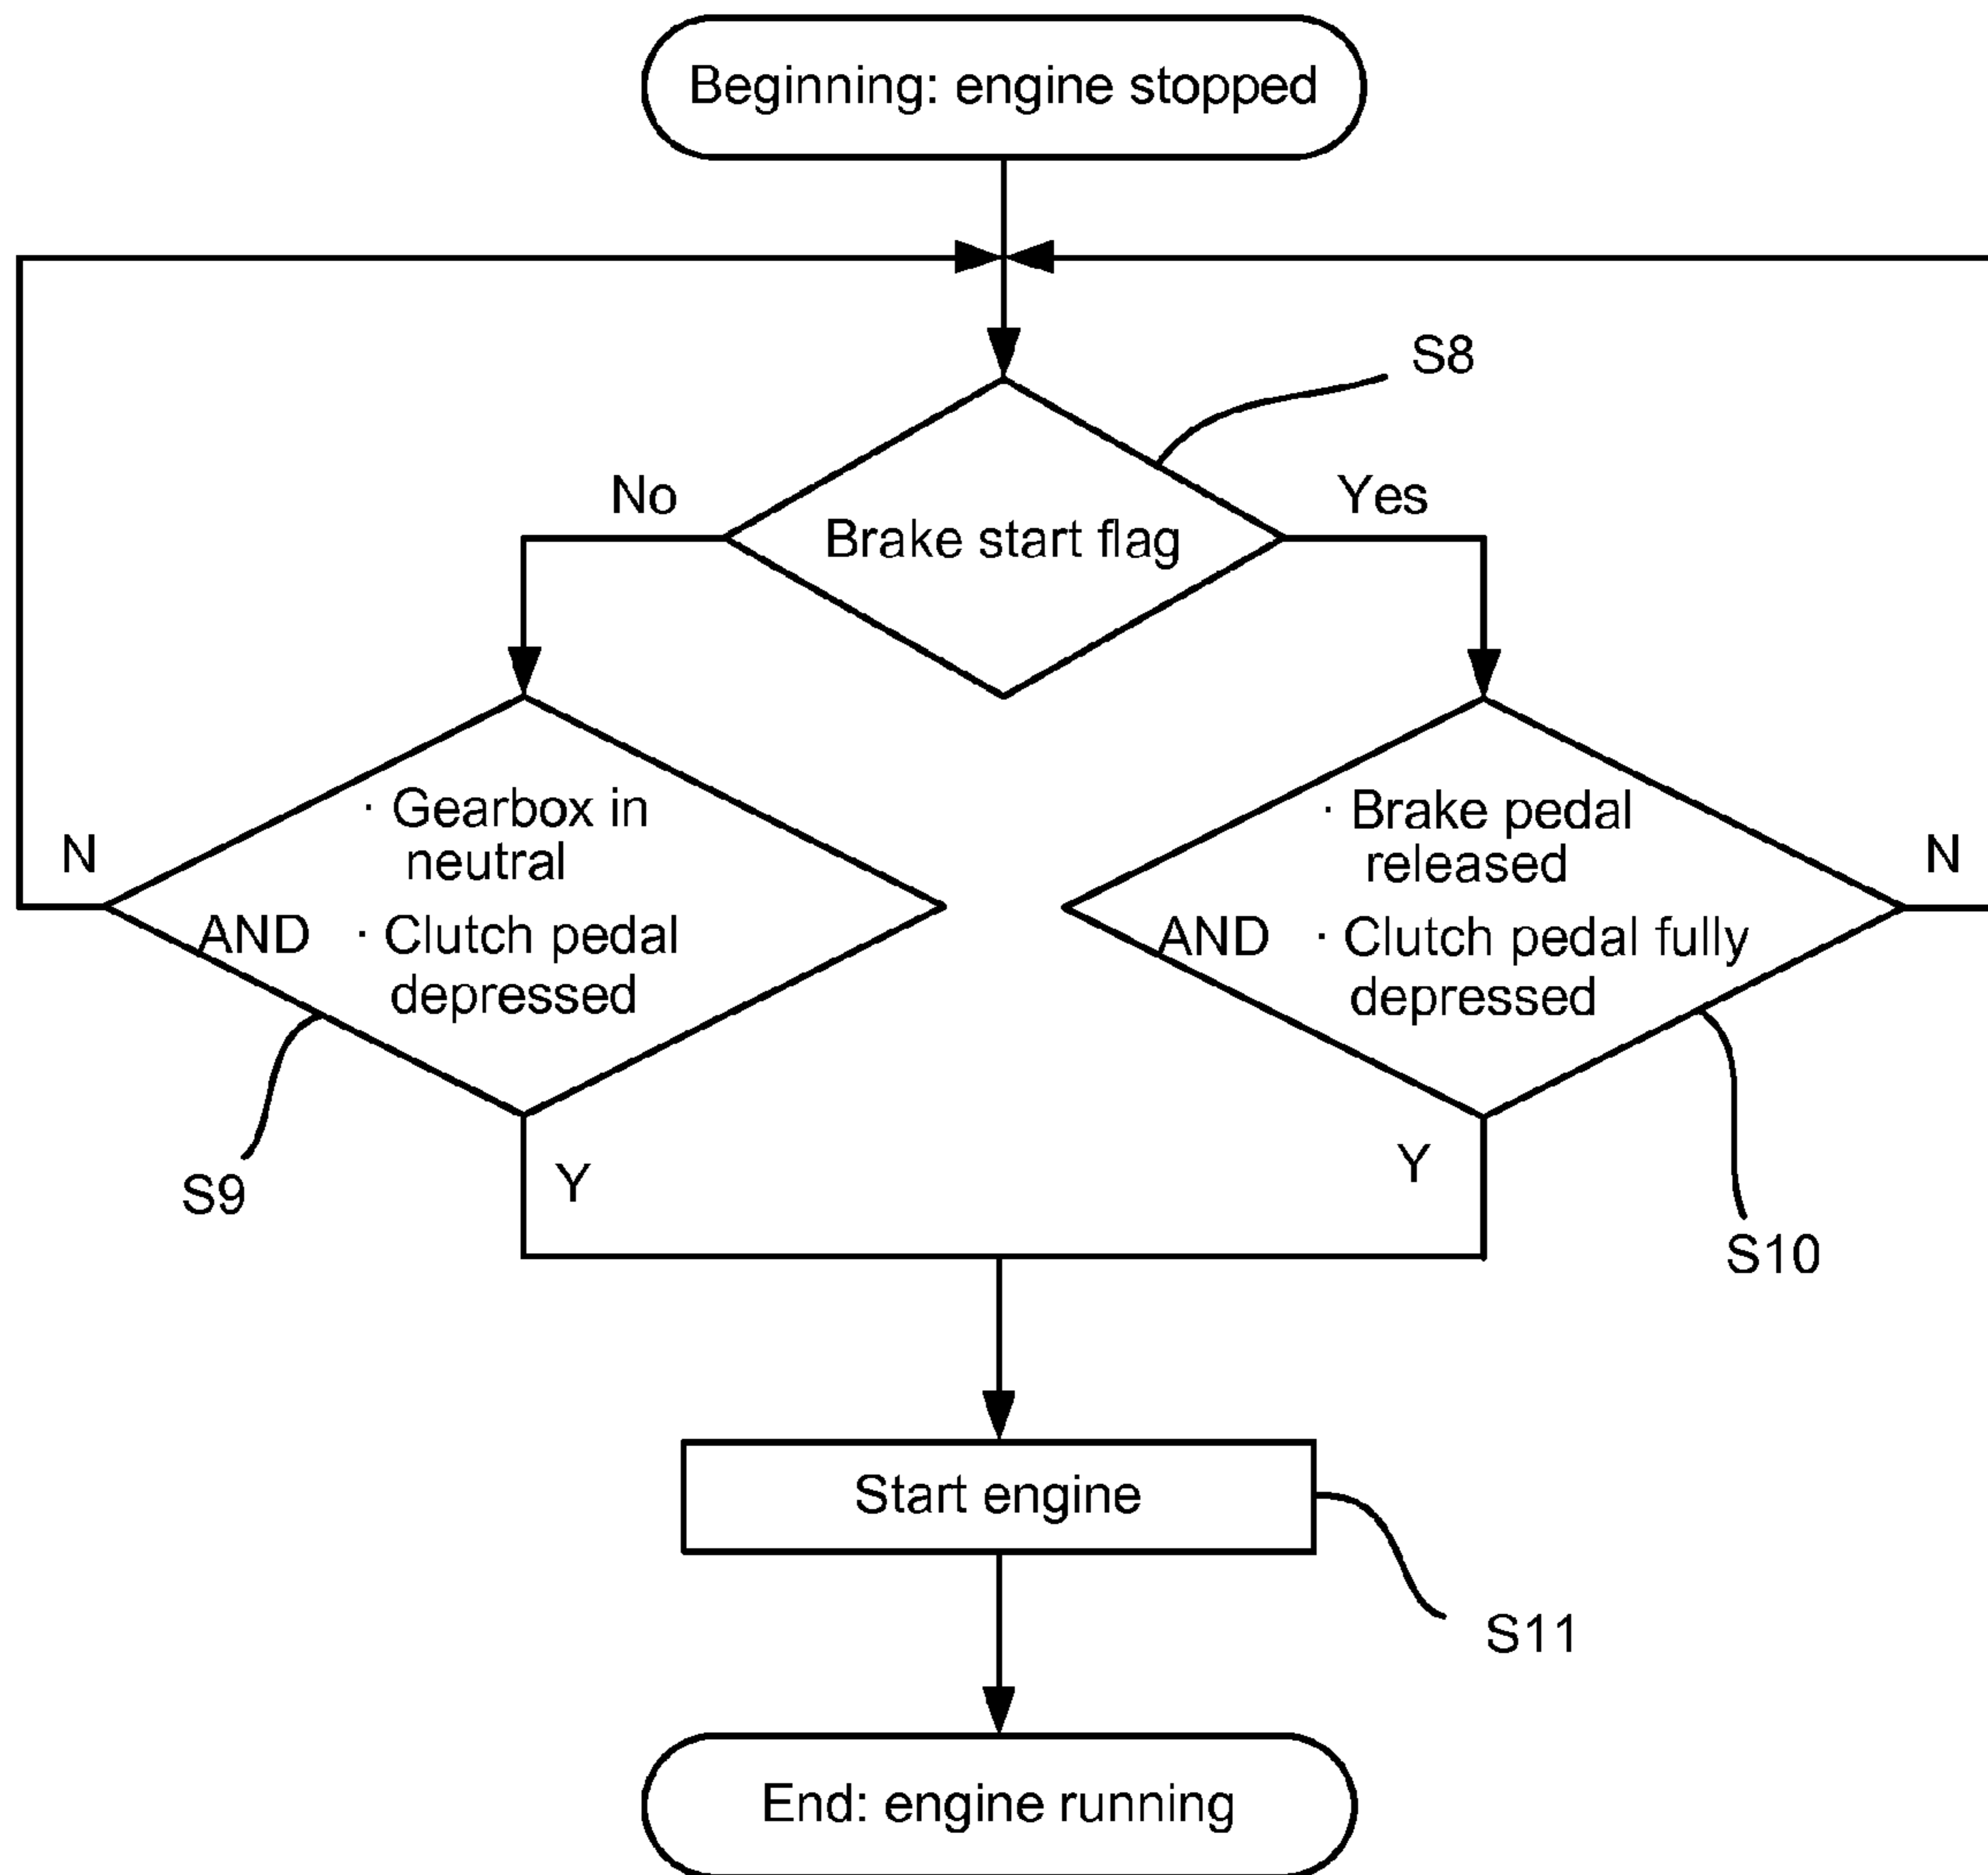 Beginning: engine stopped
S8
No
Yes
Brake start flag
· Gearbox in
neutral
AND · Clutch pedal
depressed
N
· Brake pedal
released
AND · Clutch pedal fully
depressed
N
S9
Y
Y
S10
Start engine
S11
End: engine running